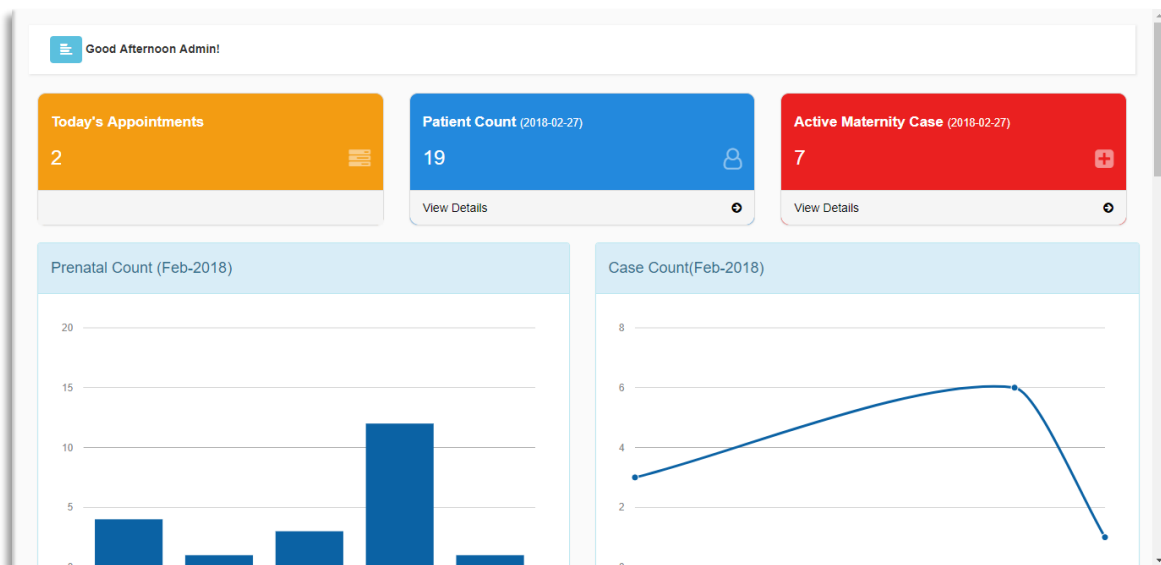 Good Afternoon Admin!
Today's Appointments
2
Patient Count (2018-02-27)
19
View Details
Active Maternity Case (2018-02-27)
7
View Details
Prenatal Count (Feb-2018)
20
15
10
5
Case Count(Feb-2018)
8
6
4
2